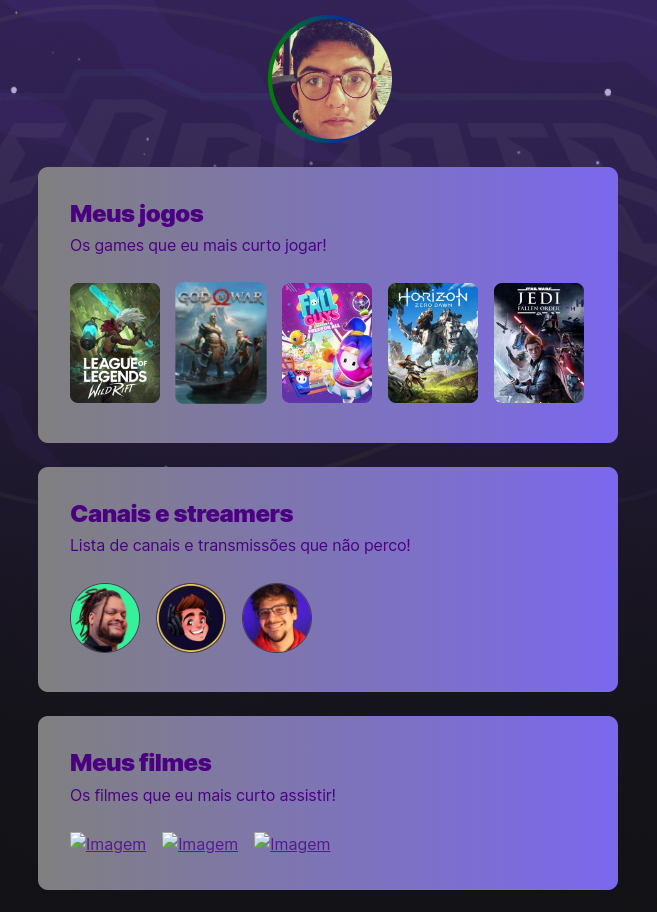 Meus jogos
Os games que eu mais curto jogar!
LEAGUE OF
LEGENDS
WILD RIFT
GOD OF WAR
FALL
GUYS
HORIZON
ZERO DAWN
STAR WARS
JEDI
FALLEN ORDER
Canais e streamers
Lista de canais e transmissões que não perco!
Meus filmes
Os filmes que eu mais curto assistir!
Imagem Imagem Imagem